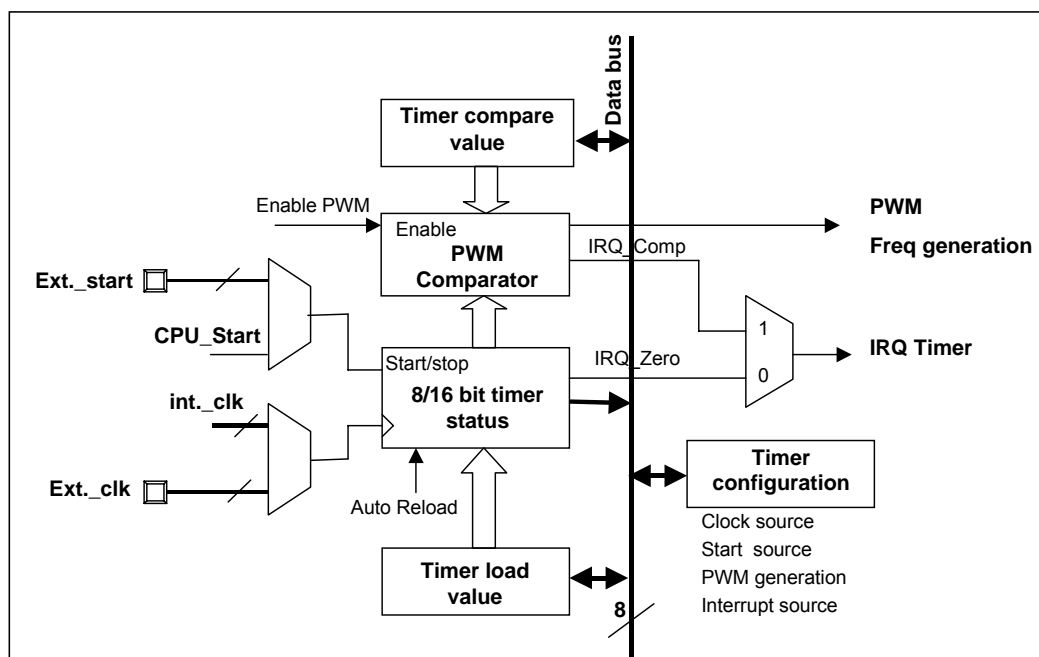 Data bus
Timer compare
value
Enable PWM
Enable
PWM
Comparator
PWM
Freq generation
IRQ_Comp
Ext._start
CPU_Start
Start/stop
8/16 bit timer
status
IRQ_Zero
1
0
IRQ Timer
int._clk
Ext._clk
Auto Reload
Timer
configuration
Clock source
Start source
PWM generation
Interrupt source
Timer load
value
8